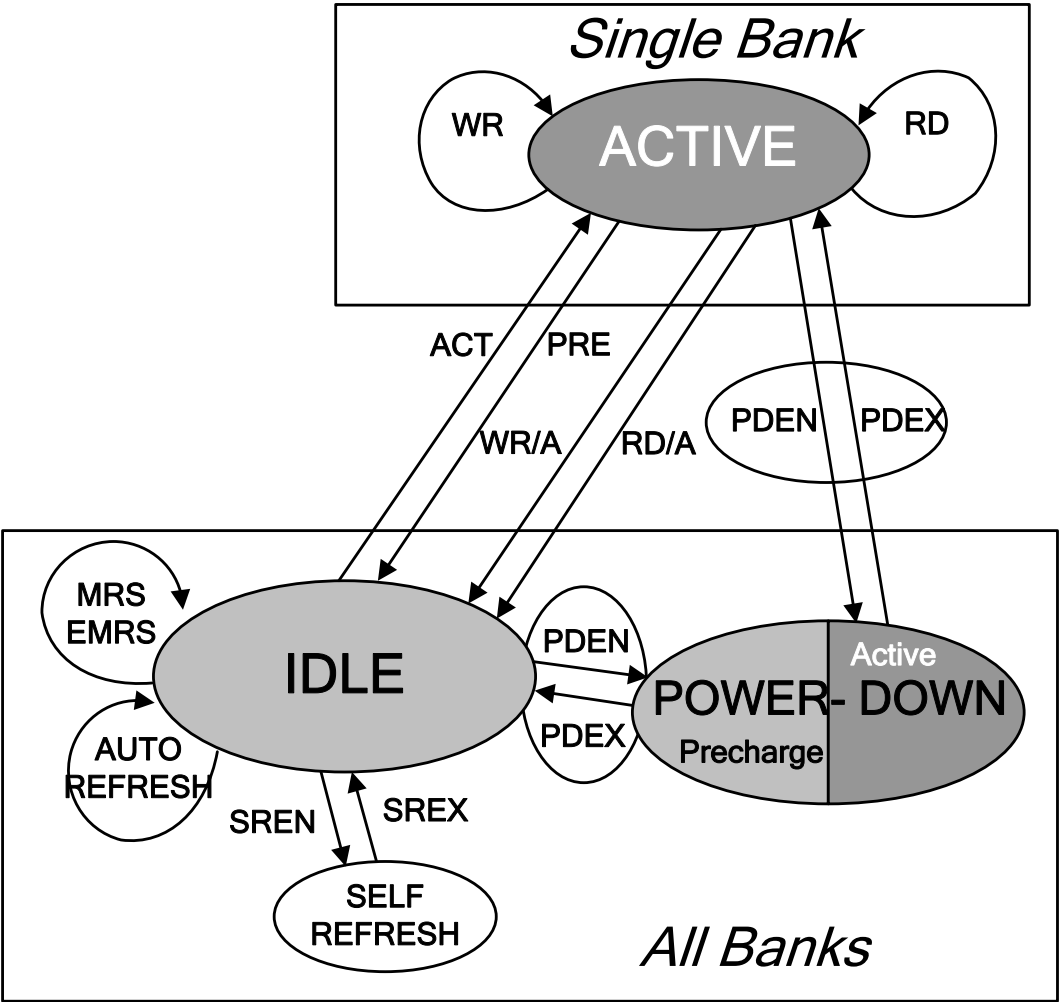 Single Bank
WR
ACTIVE
RD
ACT
PRE
WR/A
RD/A
PDEN
PDEX
MRS
EMRS
IDLE
PDEN
PDEX
Active
POWER- DOWN
Precharge
AUTO
REFRESH
SREN
SREX
SELF
REFRESH
All Banks